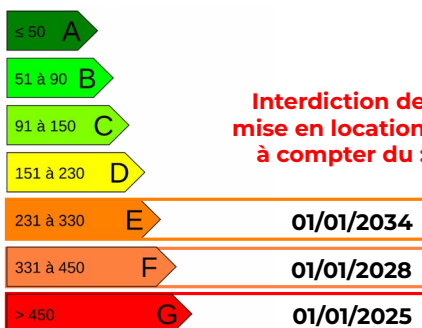 ≤ 50 A
51 à 90 B
91 à 150 C
151 à 230 D
Interdiction de
mise en location
à compter du :
231 à 330 E 01/01/2034
331 à 450 F 01/01/2028
> 450 G 01/01/2025